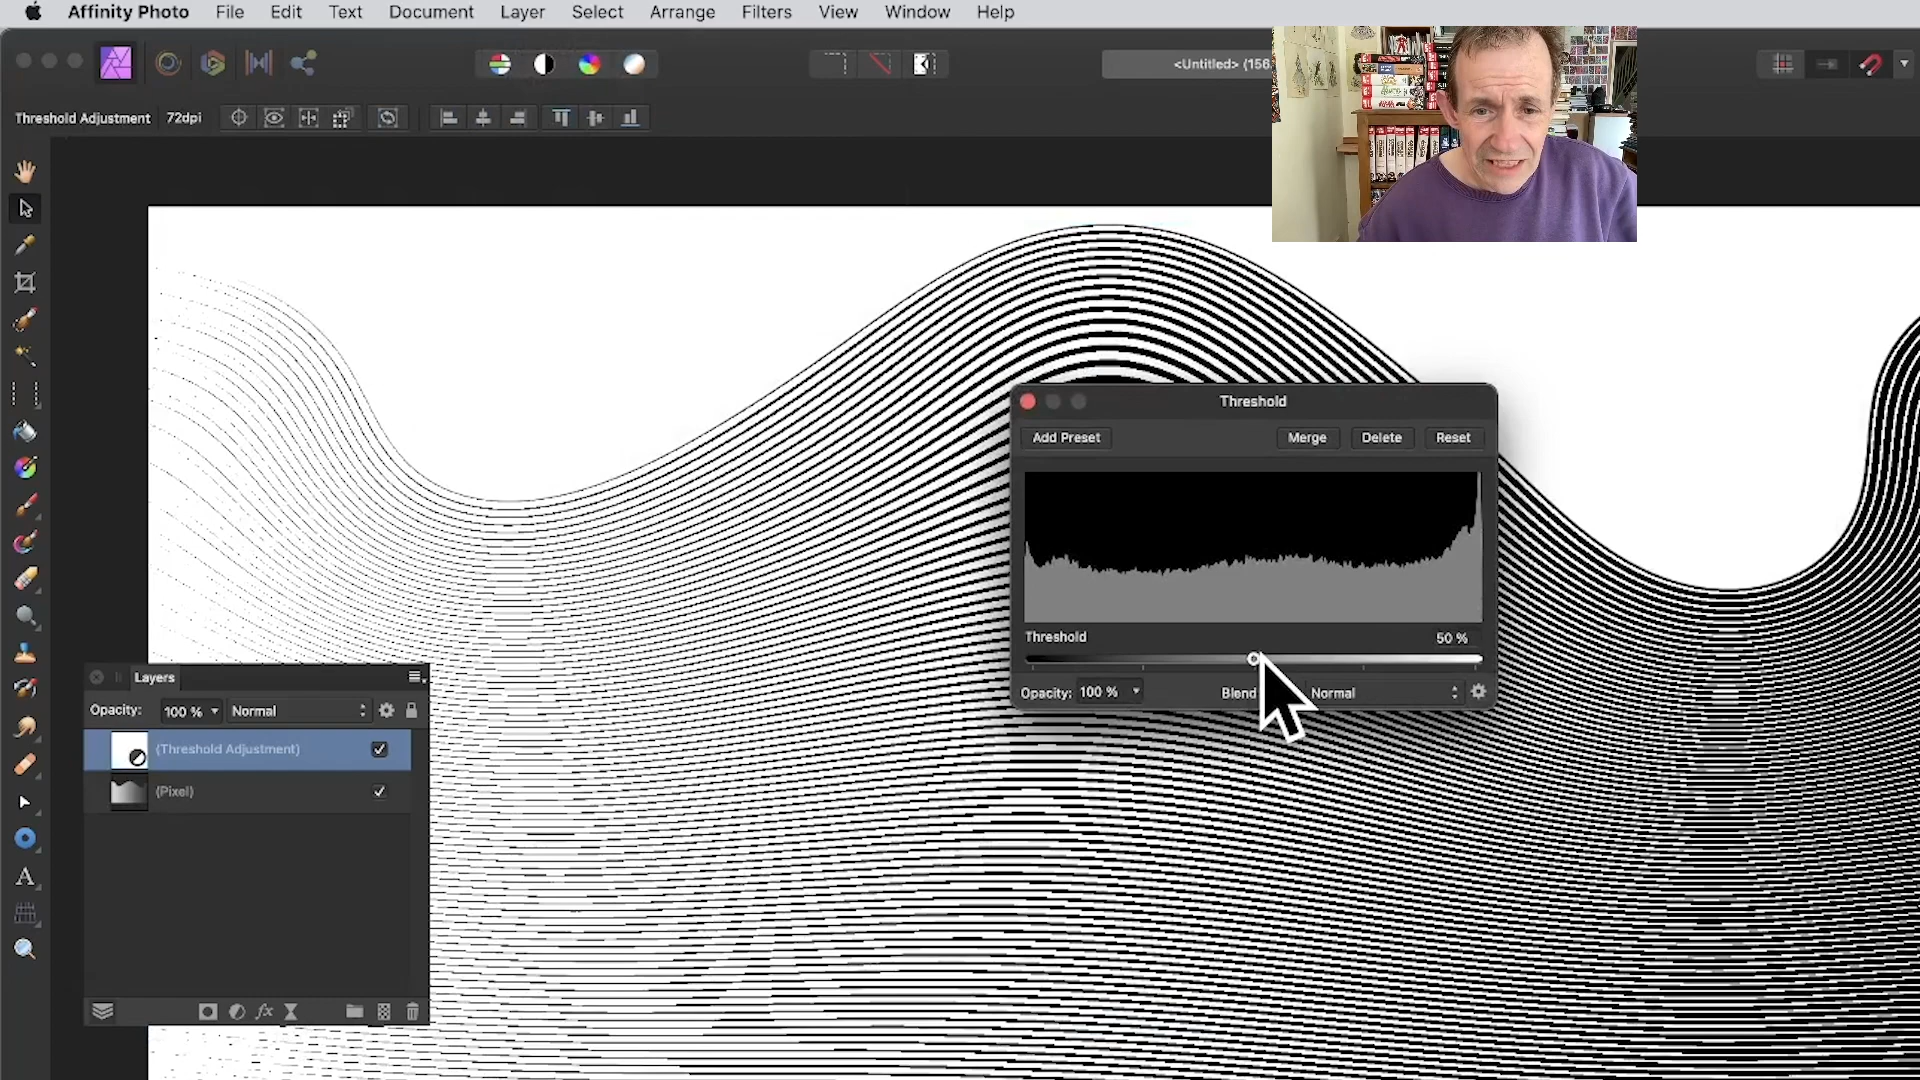 Affinity Photo File Edit Text Document Layer Select Arrange Filters View Window Help
<Untitled> (156.
Threshold Adjustment 72dpi
Threshold
Add Preset Merge Delete Reset
Threshold 50 %
Opacity: 100 % Blend Normal
Layers
Opacity: 100 % Normal
(Threshold Adjustment)
(Pixel)